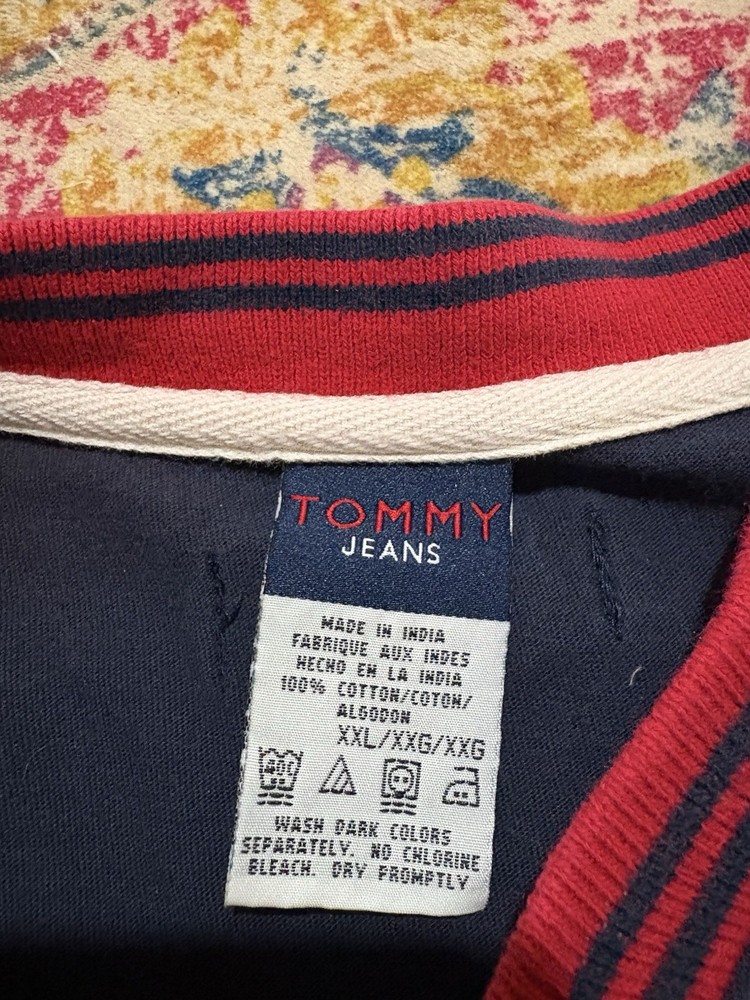 TOMMY
JEANS
MADE IN INDIA
FABRIQUE AUX INDES
HECHO EN LA INDIA
100% COTTON/COTON/
ALGODON
XXL/XXG/XXG
40C
WASH DARK COLORS
SEPARATELY. NO CHLORINE
BLEACH. DRY PROMPTLY